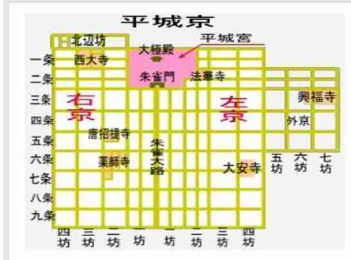 平城京
北辺坊
大極殿
平城宮
一条
西大寺
二条
朱雀門
法華寺
三条
右京
左京
興福寺
四条
外京
五条
唐招提寺
朱雀大路
六条
薬師寺
大安寺
五坊
六坊
七坊
七条
八条
九条
四坊
三坊
二坊
一坊
一坊
二坊
三坊
四坊